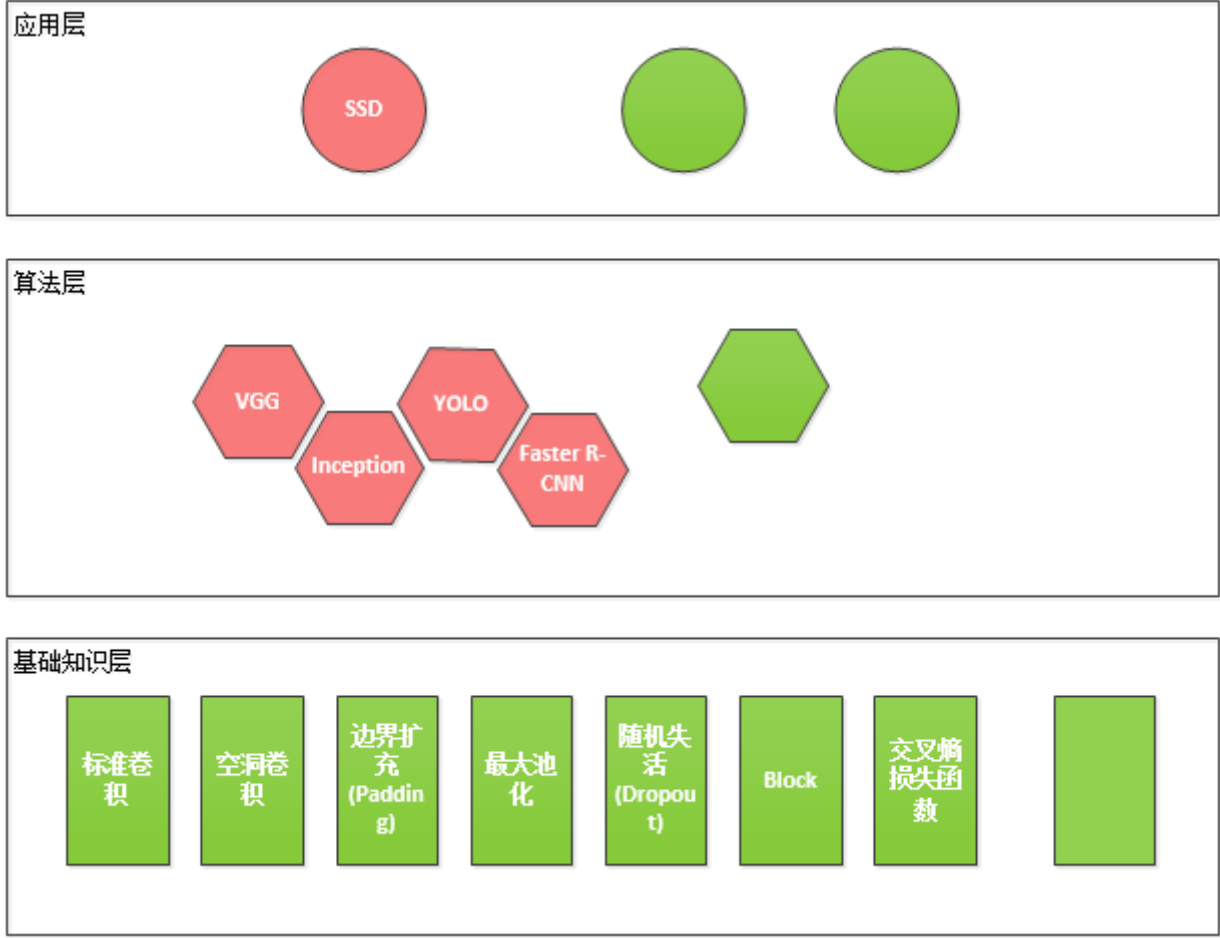 应用层
SSD
算法层
VGG
YOLO
Inception
Faster R-
CNN
基础知识层
标准卷
积
空洞卷
积
边界扩
充
(Paddin
g)
最大池
化
随机失
活
(Dropou
t)
Block
交叉熵
损失函
数